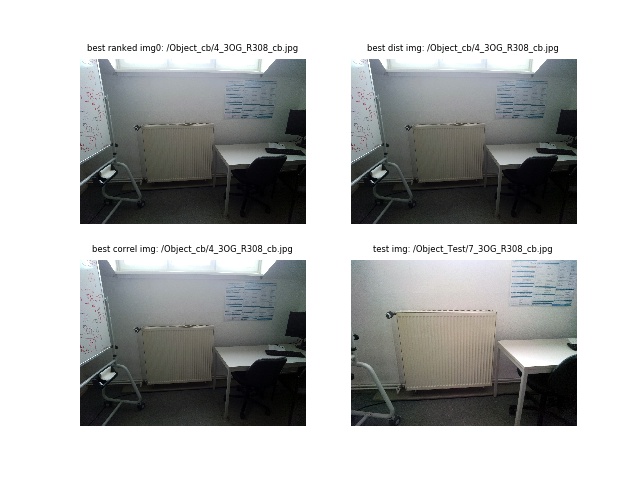 best ranked img0: /Object_cb/4_3OG_R308_cb.jpg
best dist img: /Object_cb/4_3OG_R308_cb.jpg
best correl img: /Object_cb/4_3OG_R308_cb.jpg
test img: /Object_Test/7_3OG_R308_cb.jpg